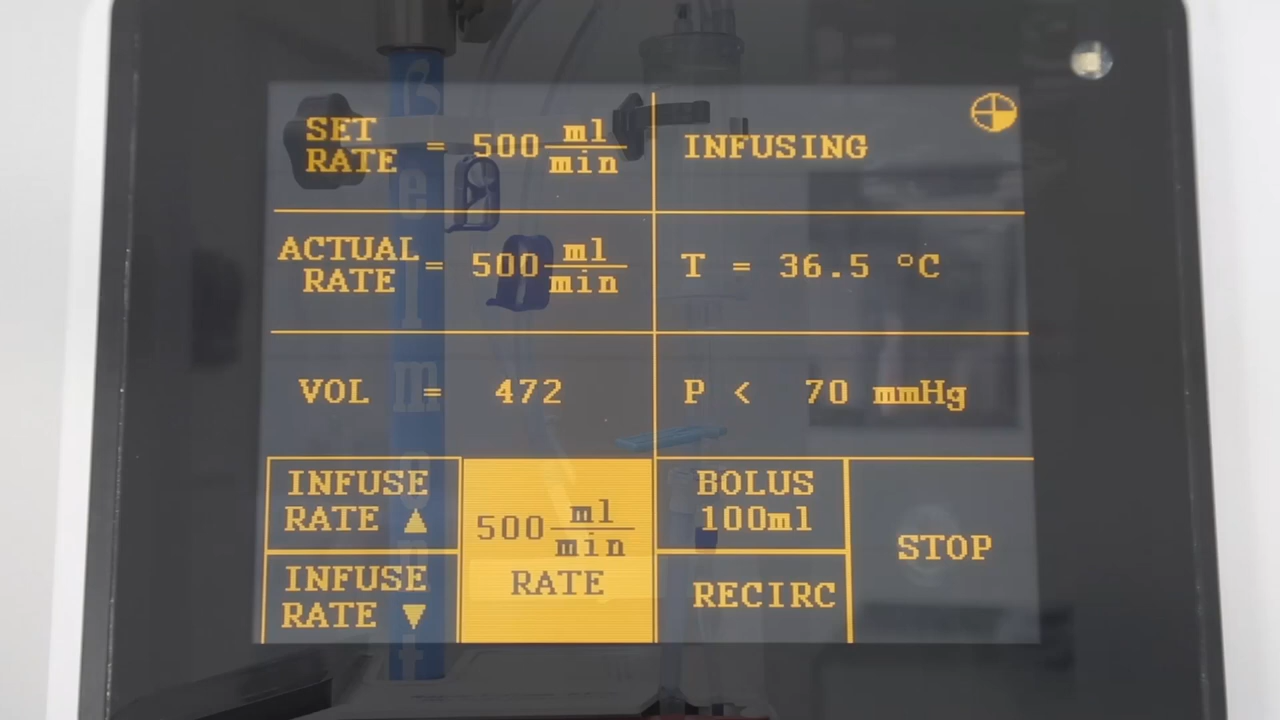 SET RATE = 500 ml/min
INFUSING
ACTUAL RATE = 500 ml/min
T = 36.5 °C
VOL = 472
P < 70 mmHg
INFUSE RATE ▲
500 ml/min RATE
BOLUS 100ml
STOP
INFUSE RATE ▼
RECIRC
Belmont